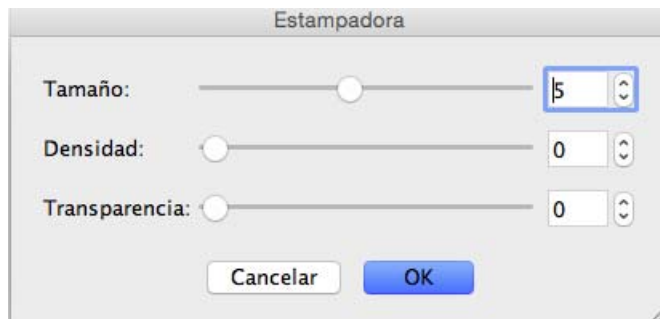 Estampadora
Tamaño: 5
Densidad: 0
Transparencia: 0
Cancelar OK